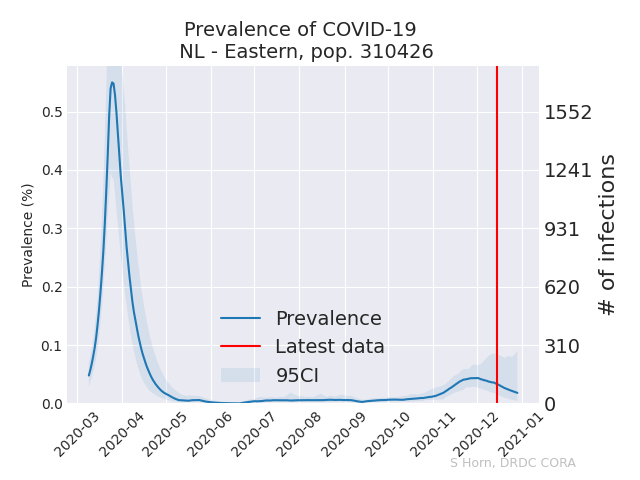 Prevalence of COVID-19
NL - Eastern, pop. 310426
Prevalence (%)
0.5
0.4
0.3
0.2
0.1
0.0
1552
1241
931
620
310
0
# of infections
Prevalence
Latest data
95CI
2020-03
2020-04
2020-05
2020-06
2020-07
2020-08
2020-09
2020-10
2020-11
2020-12
2021-01
S Horn, DRDC CORA